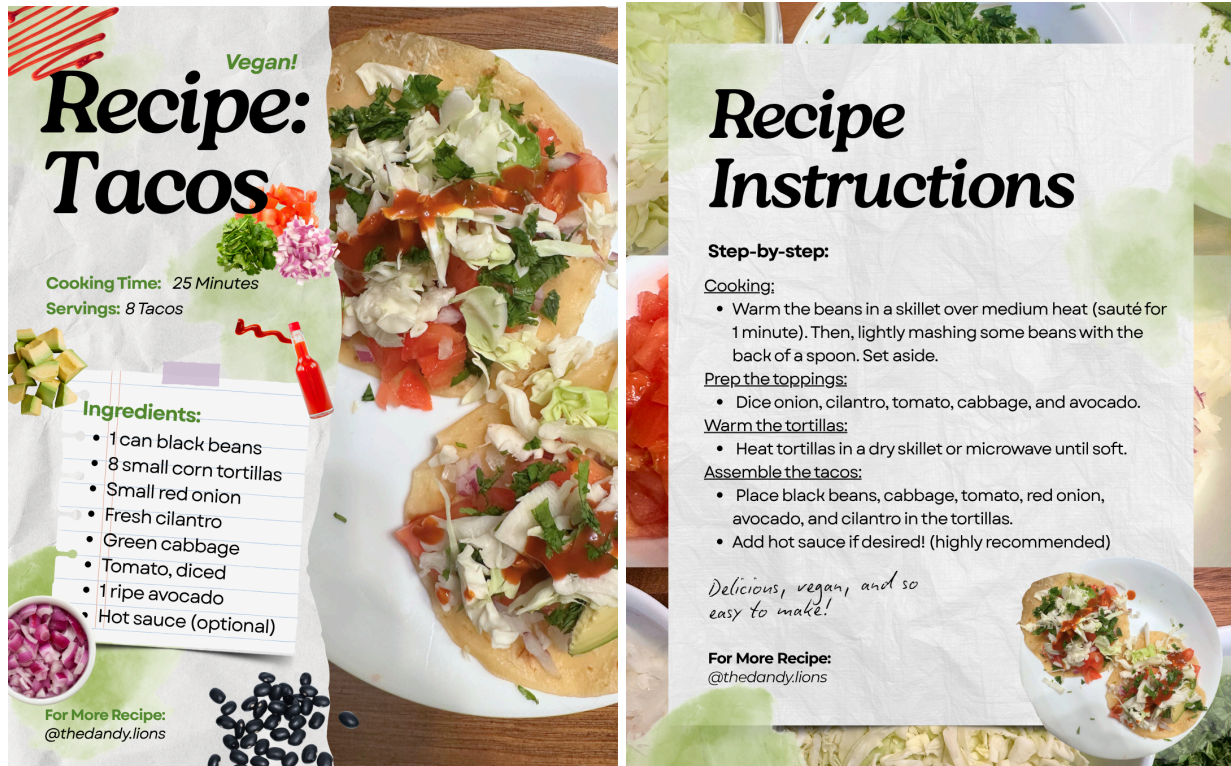 Vegan!
Recipe:
Tacos
Cooking Time: 25 Minutes
Servings: 8 Tacos
Ingredients:
• 1 can black beans
• 8 small corn tortillas
• Small red onion
• Fresh cilantro
• Green cabbage
• Tomato, diced
• 1 ripe avocado
• Hot sauce (optional)
For More Recipe:
@thedandy.lions
Recipe
Instructions
Step-by-step:
Cooking:
• Warm the beans in a skillet over medium heat (sauté for
1 minute). Then, lightly mashing some beans with the
back of a spoon. Set aside.
Prep the toppings:
• Dice onion, cilantro, tomato, cabbage, and avocado.
Warm the tortillas:
• Heat tortillas in a dry skillet or microwave until soft.
Assemble the tacos:
• Place black beans, cabbage, tomato, red onion,
avocado, and cilantro in the tortillas.
• Add hot sauce if desired! (highly recommended)
Delicious, vegan, and so
easy to make!
For More Recipe:
@thedandy.lions